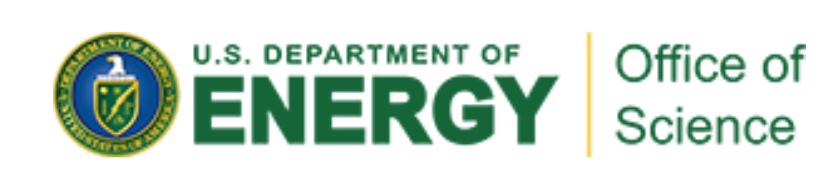 U.S. DEPARTMENT OF
ENERGY
Office of
Science